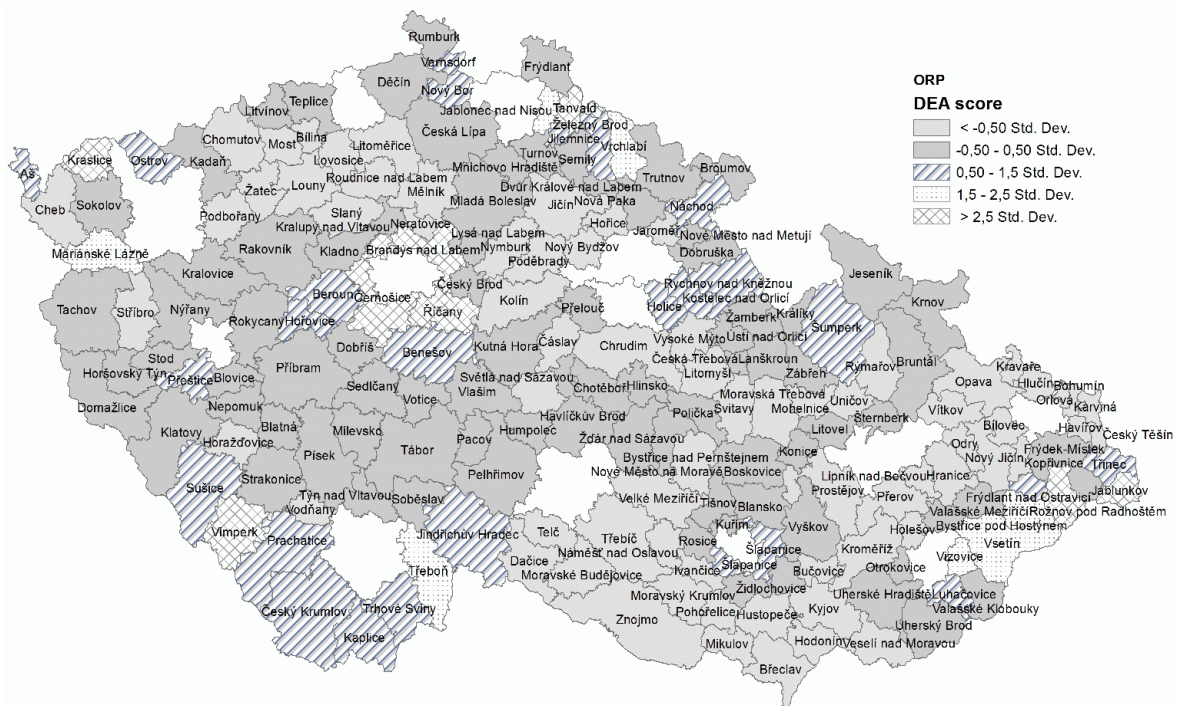 Rumburk
Varnsdorf
Frýdlant
Děčín
Nový Bor
Teplice
Litvínov
Jablonec nad Nisou
Tanvald
Železný Brod
Jilemnice
Vrchlabí
Chomutov
Bílina
Most
Česká Lípa
Litoměřice
Turnov
Semily
Kraslice
Ostrov
Kadaň
Lovosice
Mnichovo Hradiště
Trutnov
Broumov
Aš
Roudnice nad Labem
Žatec
Louny
Mělník
Dvůr Králové nad Labem
Mladá Boleslav
Jičín
Nová Paka
Náchod
Cheb
Sokolov
Podbořany
Slaný
Kralupy nad Vltavou
Neratovice
Hořice
Jaroměř
Lysá nad Labem
Nové Město nad Metují
Mariánské Lázně
Rakovník
Kladno
Brandýs nad Labem
Nymburk
Nový Bydžov
Poděbrady
Dobruška
Kralovice
Český Brod
Rychnov nad Kněžnou
Jeseník
Beroun
Černošice
Kolín
Kostelec nad Orlicí
Tachov
Stříbro
Nýřany
Rokycany
Hořovice
Říčany
Přelouč
Holice
Žamberk
Králíky
Krnov
Dobříš
Benešov
Kutná Hora
Čáslav
Chrudim
Vysoké Mýto
Ústí nad Orlicí
Šumperk
Stod
Horšovský Týn
Přeštice
Blovice
Příbram
Sedlčany
Světlá nad Sázavou
Vlašim
Česká Třebová
Lanškroun
Litomyšl
Zábřeh
Rýmařov
Bruntál
Chotěboř
Hlinsko
Opava
Kravaře
Hlučín
Bohumín
Domažlice
Nepomuk
Votice
Moravská Třebová
Svitavy
Mohelnice
Uničov
Šternberk
Vítkov
Orlová
Karviná
Klatovy
Blatná
Milevsko
Havlíčkův Brod
Polička
Litovel
Bílovec
Havířov
Horažďovice
Písek
Tábor
Pacov
Humpolec
Žďár nad Sázavou
Konice
Odry
Český Těšín
Strakonice
Pelhřimov
Bystřice nad Pernštejnem
Nové Město na Moravě
Boskovice
Lipník nad Bečvou
Hranice
Nový Jičín
Frýdek-Místek
Kopřivnice
Třinec
Sušice
Týn nad Vltavou
Vodňany
Soběslav
Velké Meziříčí
Tišnov
Blansko
Prostějov
Přerov
Frýdlant nad Ostravicí
Jablunkov
Valašské Meziříčí
Rožnov pod Radhoštěm
Vimperk
Prachatice
Jindřichův Hradec
Telč
Třebíč
Kuřim
Vyškov
Holešov
Bystřice pod Hostýnem
Rosice
Šlapanice
Kroměříž
Vsetín
Třeboň
Dačice
Náměšť nad Oslavou
Ivančice
Šlapanice
Bučovice
Otrokovice
Vizovice
Moravské Budějovice
Židlochovice
Český Krumlov
Trhové Sviny
Moravský Krumlov
Pohořelice
Hustopeče
Kyjov
Uherské Hradiště
Luhačovice
Valašské Klobouky
Kaplice
Znojmo
Uherský Brod
Mikulov
Hodonín
Veselí nad Moravou
Břeclav
ORP
DEA score
< -0,50 Std. Dev.
-0,50 - 0,50 Std. Dev.
0,50 - 1,5 Std. Dev.
1,5 - 2,5 Std. Dev.
> 2,5 Std. Dev.